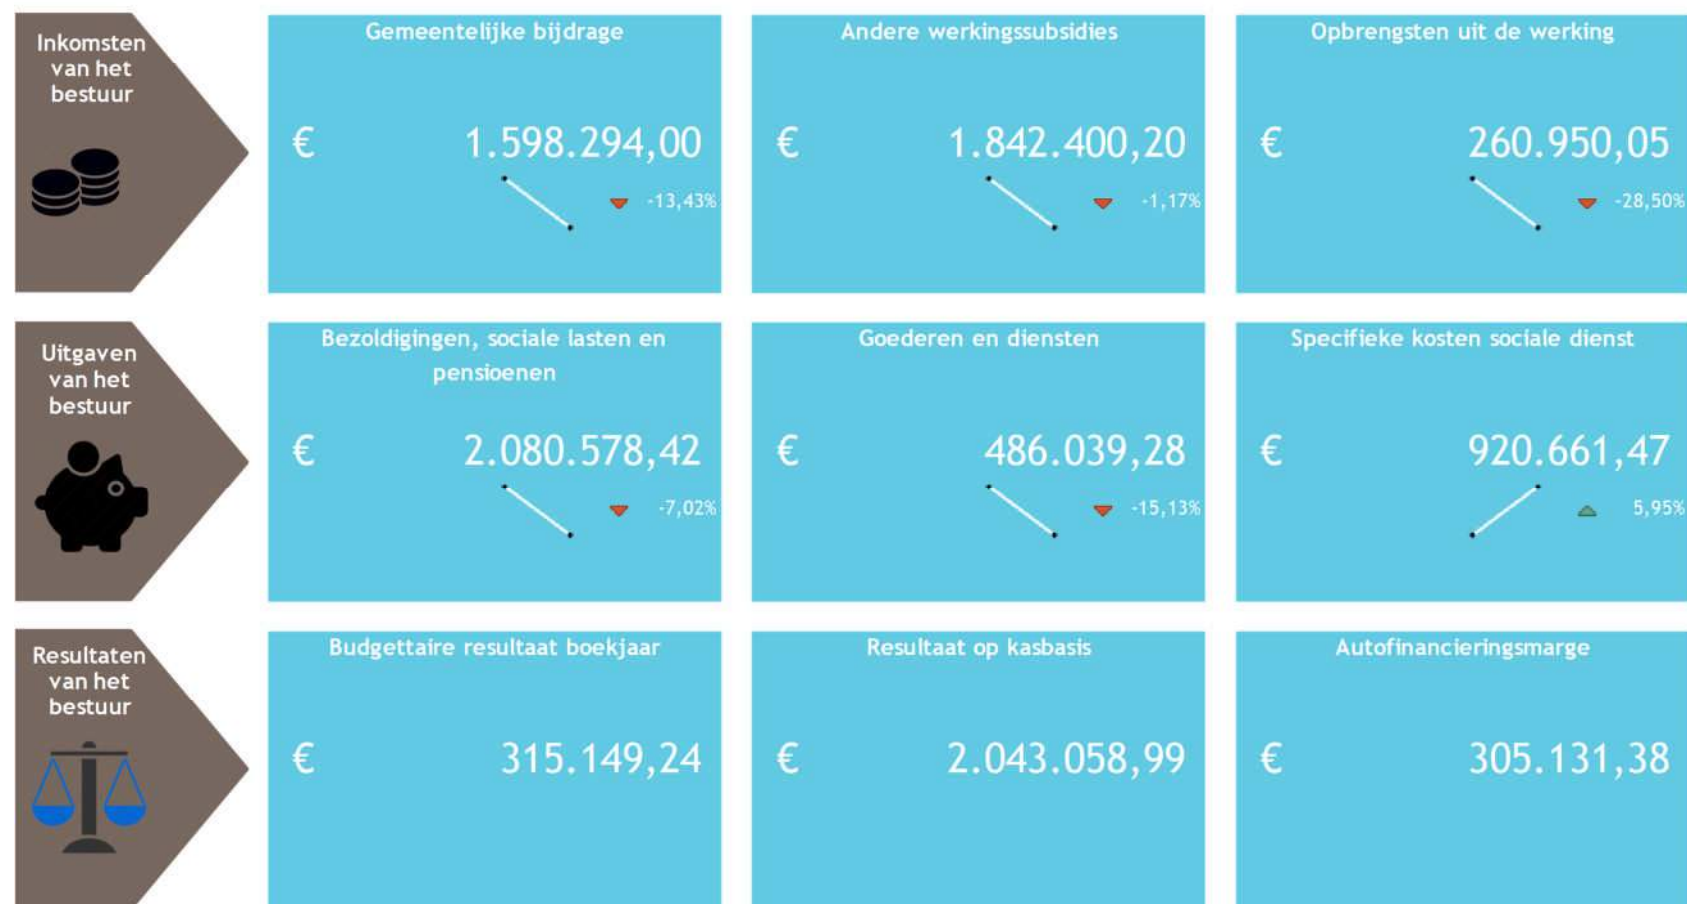 Inkomsten
van het
bestuur
Gemeentelijke bijdrage
€ 1.598.294,00
-13,43%
Andere werkingssubsidies
€ 1.842.400,20
-1,17%
Opbrengsten uit de werking
€ 260.950,05
-28,50%
Uitgaven
van het
bestuur
Bezoldigingen, sociale lasten en
pensioenen
€ 2.080.578,42
-7,02%
Goederen en diensten
€ 486.039,28
-15,13%
Specifieke kosten sociale dienst
€ 920.661,47
5,95%
Resultaten
van het
bestuur
Budgettaire resultaat boekjaar
€ 315.149,24
Resultaat op kasbasis
€ 2.043.058,99
Autofinancieringsmarge
€ 305.131,38